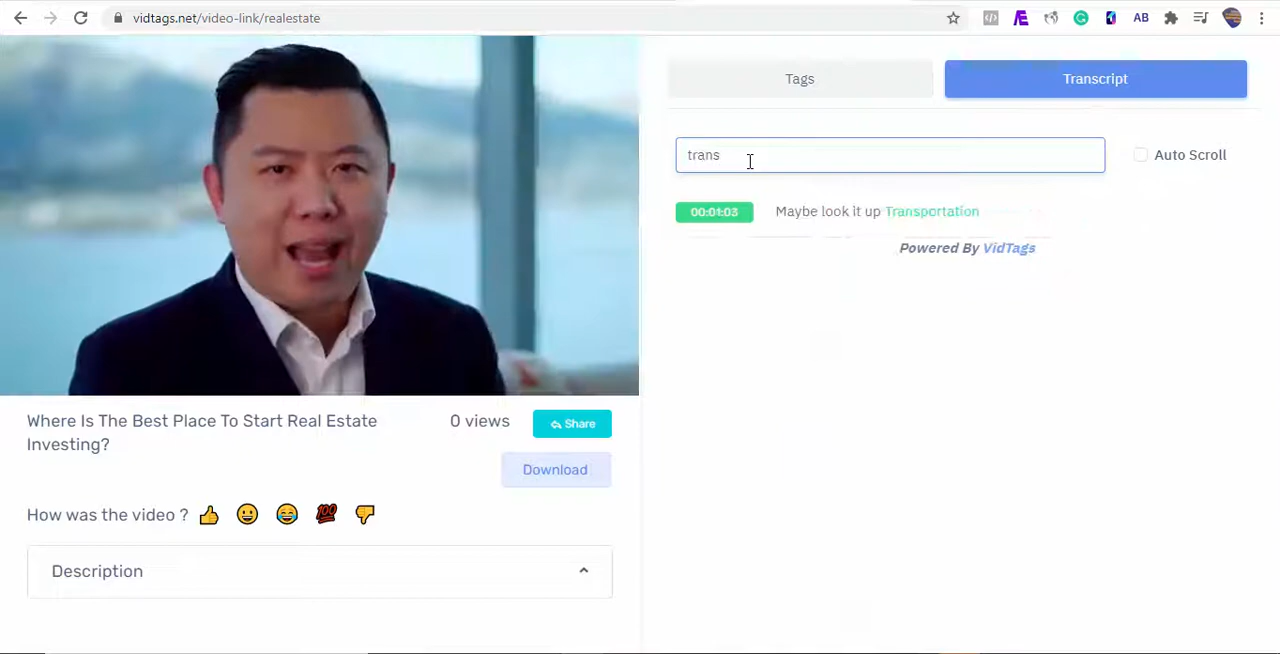 vidtags.net/video-link/realestate
AB
Tags
Transcript
trans
Auto Scroll
00:01:03 Maybe look it up Transportation
Powered By VidTags
Where Is The Best Place To Start Real Estate
Investing?
0 views
Share
Download
How was the video ?
Description